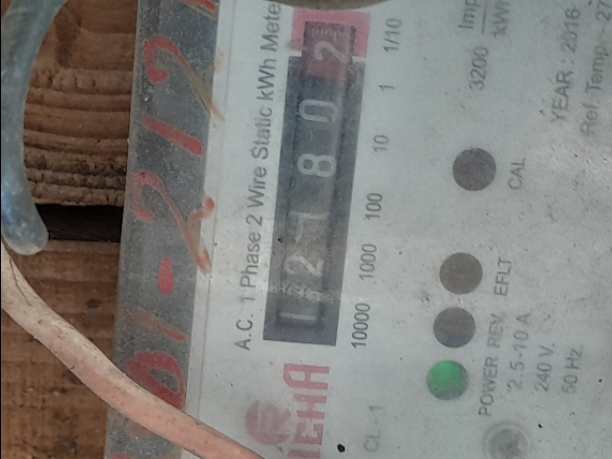 A.C. 1 Phase 2 Wire Static kWh Mete
1 2 1 8 0 2
10000 1000 100 10 1 1/10
3200 Imp
kWh
CAL
EFLT
REV.
POWER
YEAR : 2016
Ref. Temp. 27
2.5-10 A
240 V.
50 Hz.
CL - 1